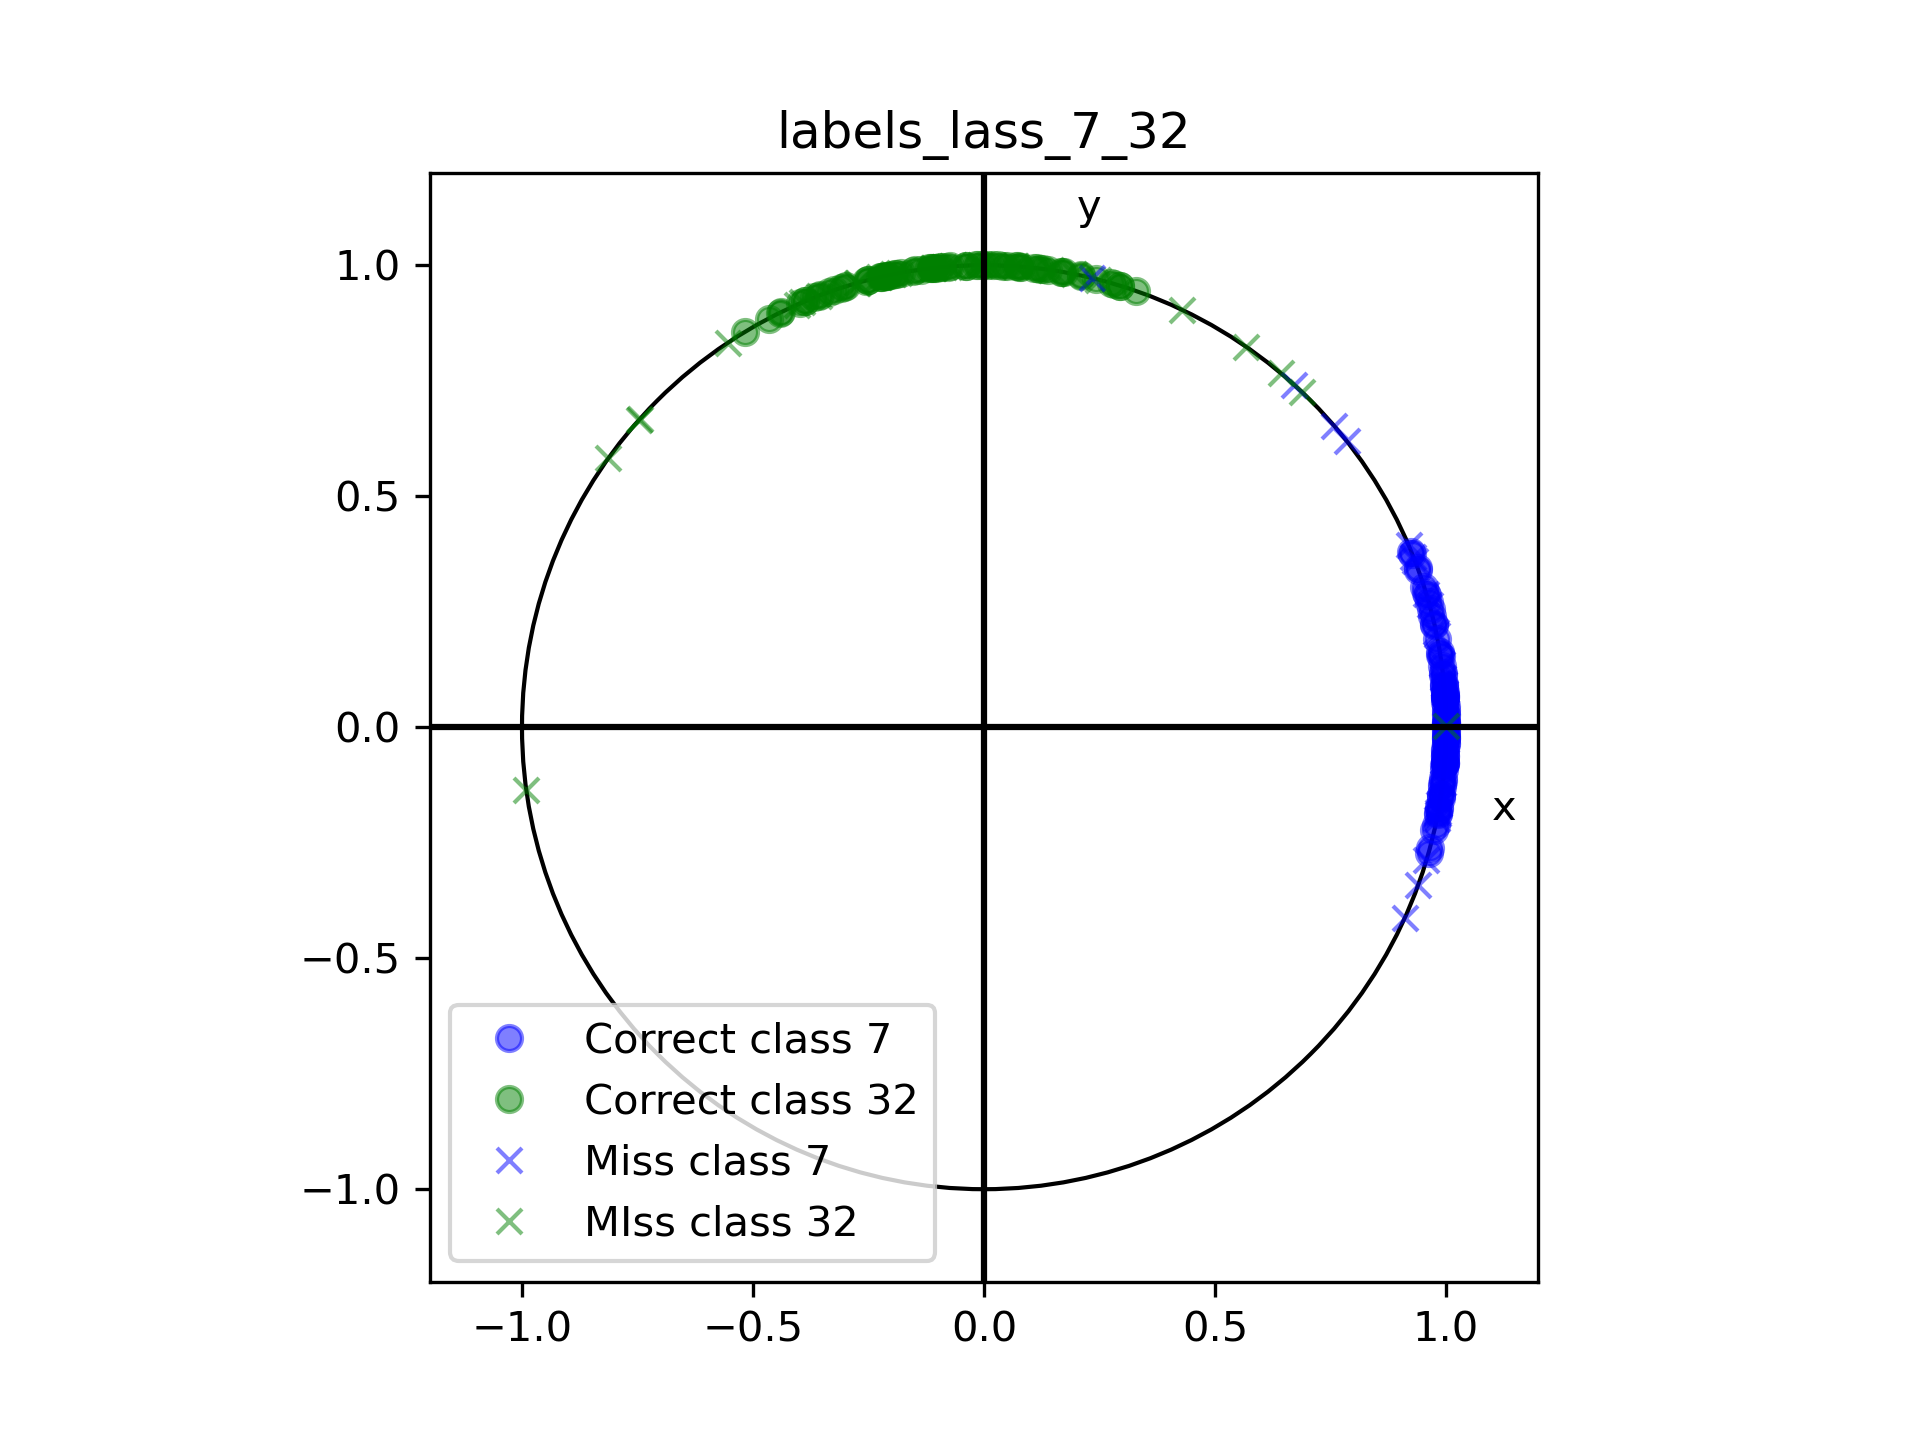 labels_lass_7_32
y
1.0
0.5
0.0
−0.5
−1.0
x
Correct class 7
Correct class 32
Miss class 7
MIss class 32
−1.0 −0.5 0.0 0.5 1.0